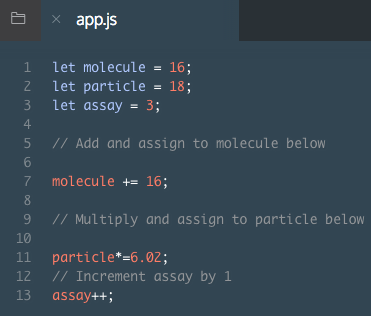 app.js
1 let molecule = 16;
2 let particle = 18;
3 let assay = 3;
4
5 // Add and assign to molecule below
6
7 molecule += 16;
8
9 // Multiply and assign to particle below
10
11 particle*=6.02;
12 // Increment assay by 1
13 assay++;